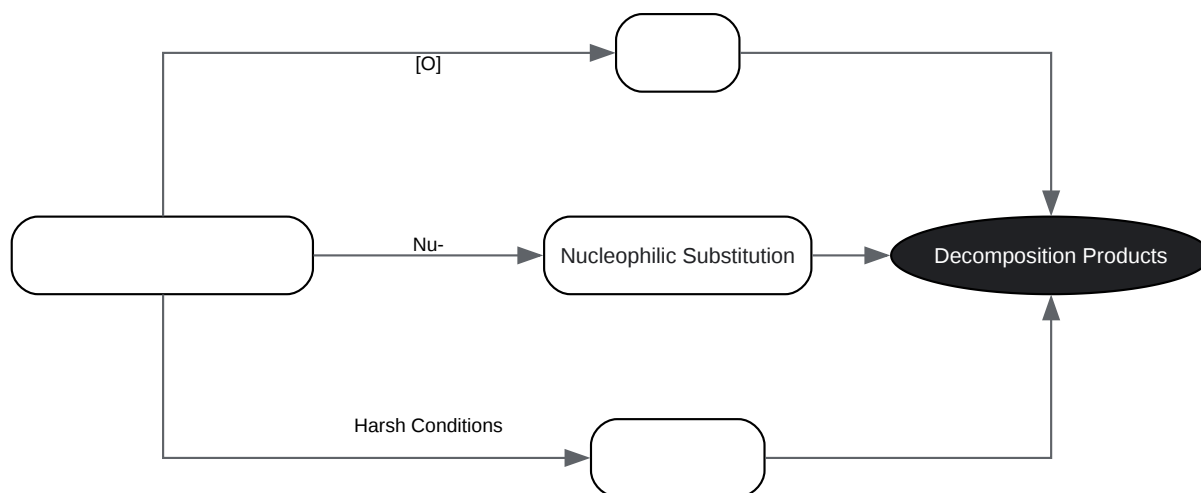 [O]
Nu-
Nucleophilic Substitution
Decomposition Products
Harsh Conditions